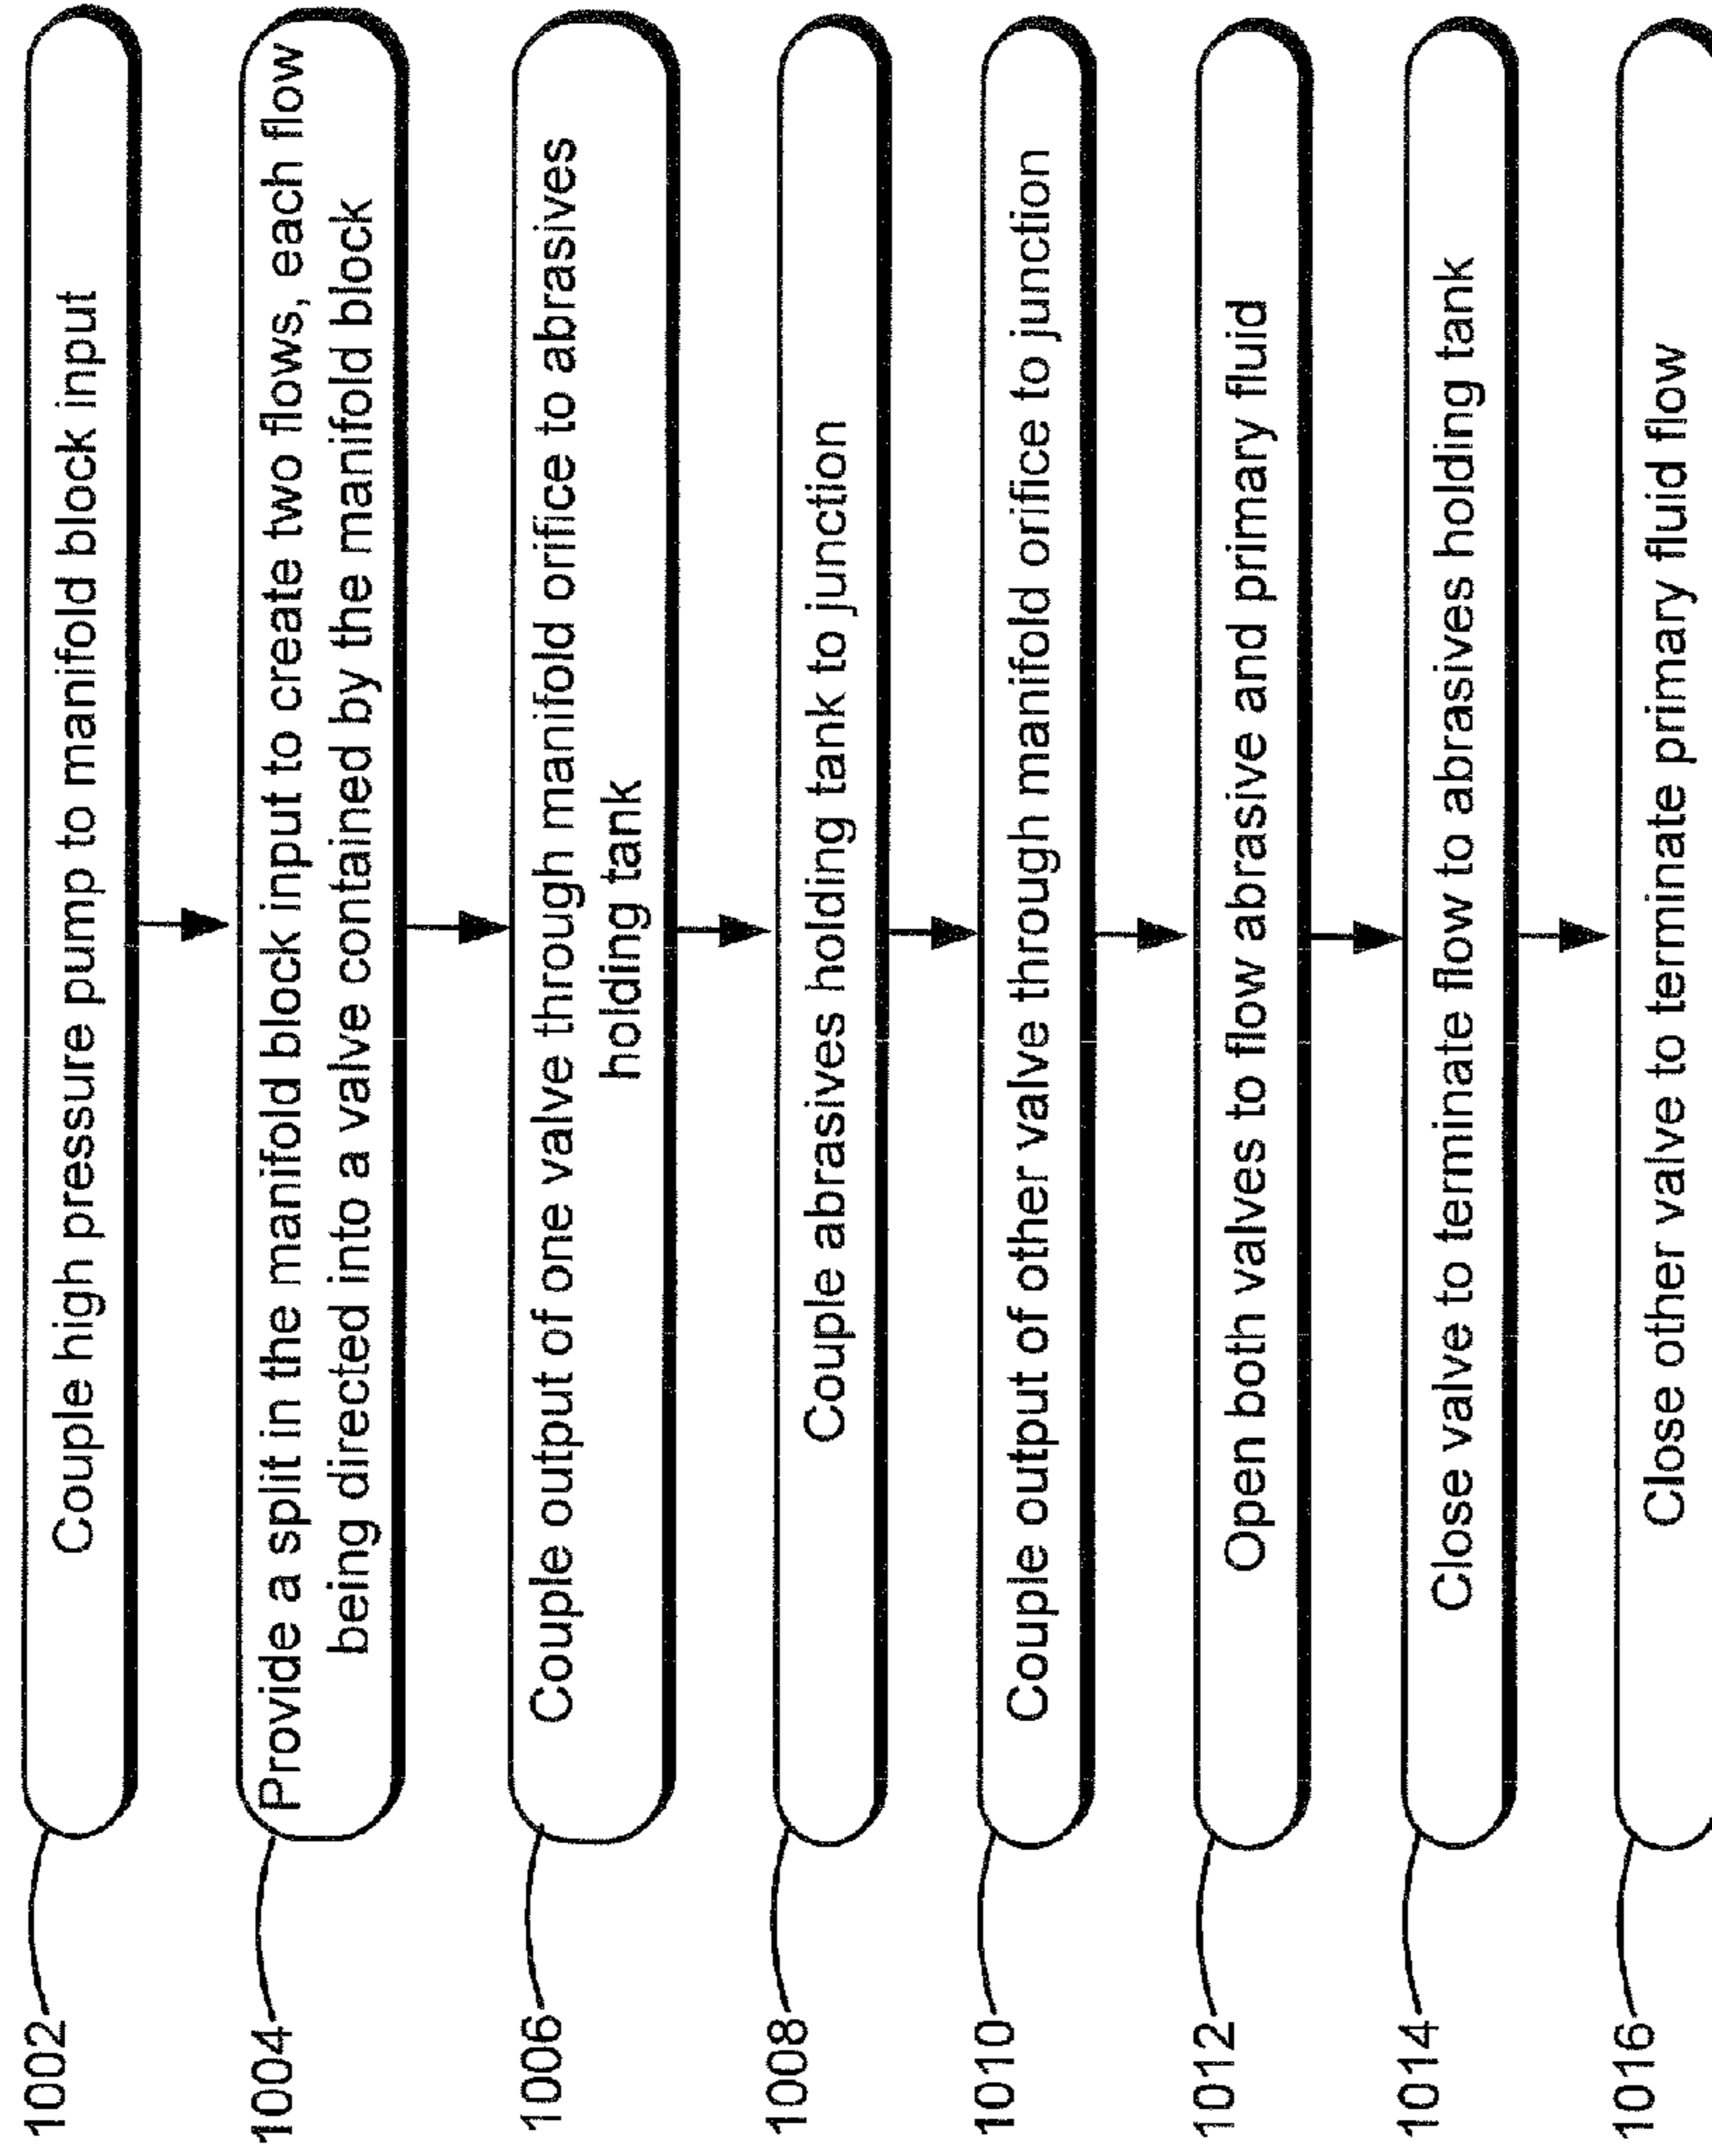 1002
Couple high pressure pump to manifold block input
1004
Provide a split in the manifold block input to create two flows, each flow
being directed into a valve contained by the manifold block
1006
Couple output of one valve through manifold orifice to abrasives
holding tank
1008
Couple abrasives holding tank to junction
1010
Couple output of other valve through manifold orifice to junction
1012
Open both valves to flow abrasive and primary fluid
1014
Close valve to terminate flow to abrasives holding tank
1016
Close other valve to terminate primary fluid flow